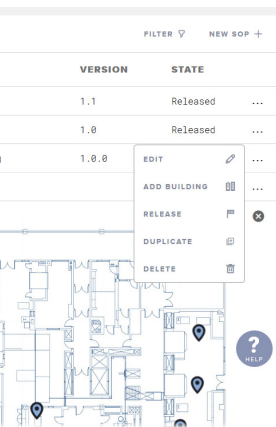 FILTER NEW SOP +
VERSION STATE
1.1 Released ...
1.0 Released ...
1.0.0 ...
EDIT
ADD BUILDING ...
RELEASE
DUPLICATE
DELETE
?
HELP